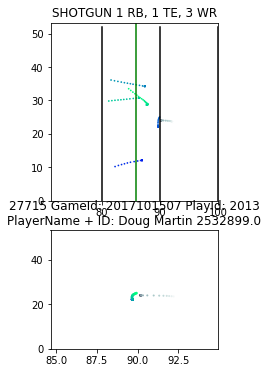 SHOTGUN 1 RB, 1 TE, 3 WR
50
40
30
20
10
0
80 90 100
27715 GameId: 2017101507 PlayId: 2013
PlayerName + ID: Doug Martin 2532899.0
40
20
0
85.0 87.5 90.0 92.5